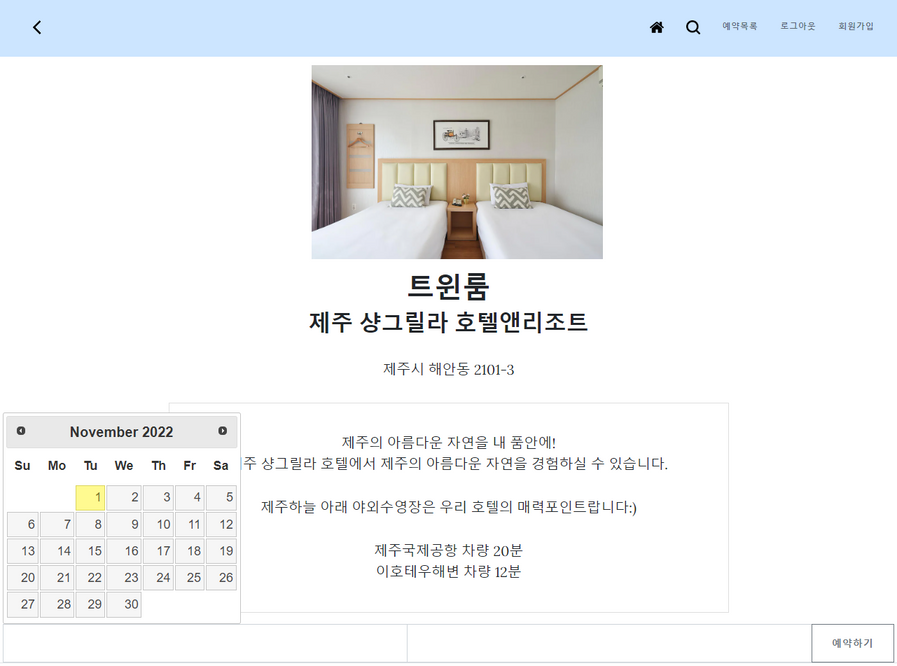 예약목록 로그아웃 회원가입
트윈룸
제주 샹그릴라 호텔앤리조트
제주시 해안동 2101-3
제주의 아름다운 자연을 내 품안에!
주 샹그릴라 호텔에서 제주의 아름다운 자연을 경험하실 수 있습니다.
제주하늘 아래 야외수영장은 우리 호텔의 매력포인트랍니다:)
제주국제공항 차량 20분
이호테우해변 차량 12분
November 2022
Su Mo Tu We Th Fr Sa
1 2 3 4 5
6 7 8 9 10 11 12
13 14 15 16 17 18 19
20 21 22 23 24 25 26
27 28 29 30
예약하기